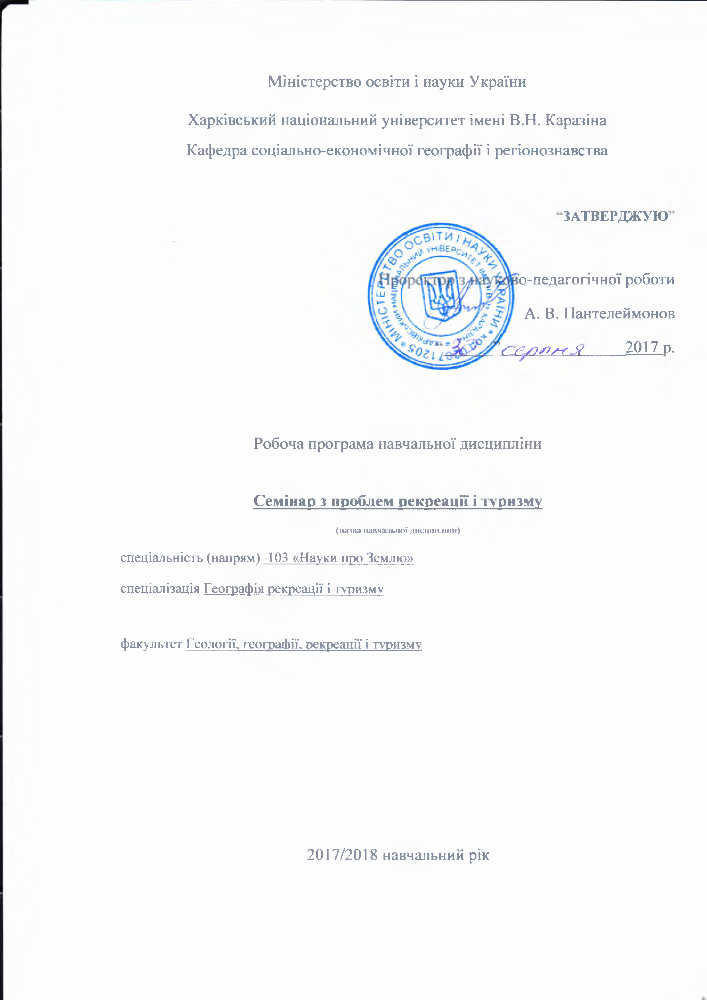 Міністерство освіти і науки України
Харківський національний університет імені В.Н. Каразіна
Кафедра соціально-економічної географії і регіонознавства
“ЗАТВЕРДЖУЮ”
МІНІСТЕРСТВО ОСВІТИ І НАУКИ УКРАЇНИ * КОД 02071205 *
ХАРКІВСЬКИЙ НАЦІОНАЛЬНИЙ УНІВЕРСИТЕТ ІМЕНІ В.Н. КАРАЗІНА *
Проректор з науково-педагогічної роботи
А. В. Пантелеймонов
“30” серпня 2017 р.
Робоча програма навчальної дисципліни
Семінар з проблем рекреації і туризму
(назва навчальної дисципліни)
спеціальність (напрям) 103 «Науки про Землю»
спеціалізація Географія рекреації і туризму
факультет Геології, географії, рекреації і туризму
2017/2018 навчальний рік